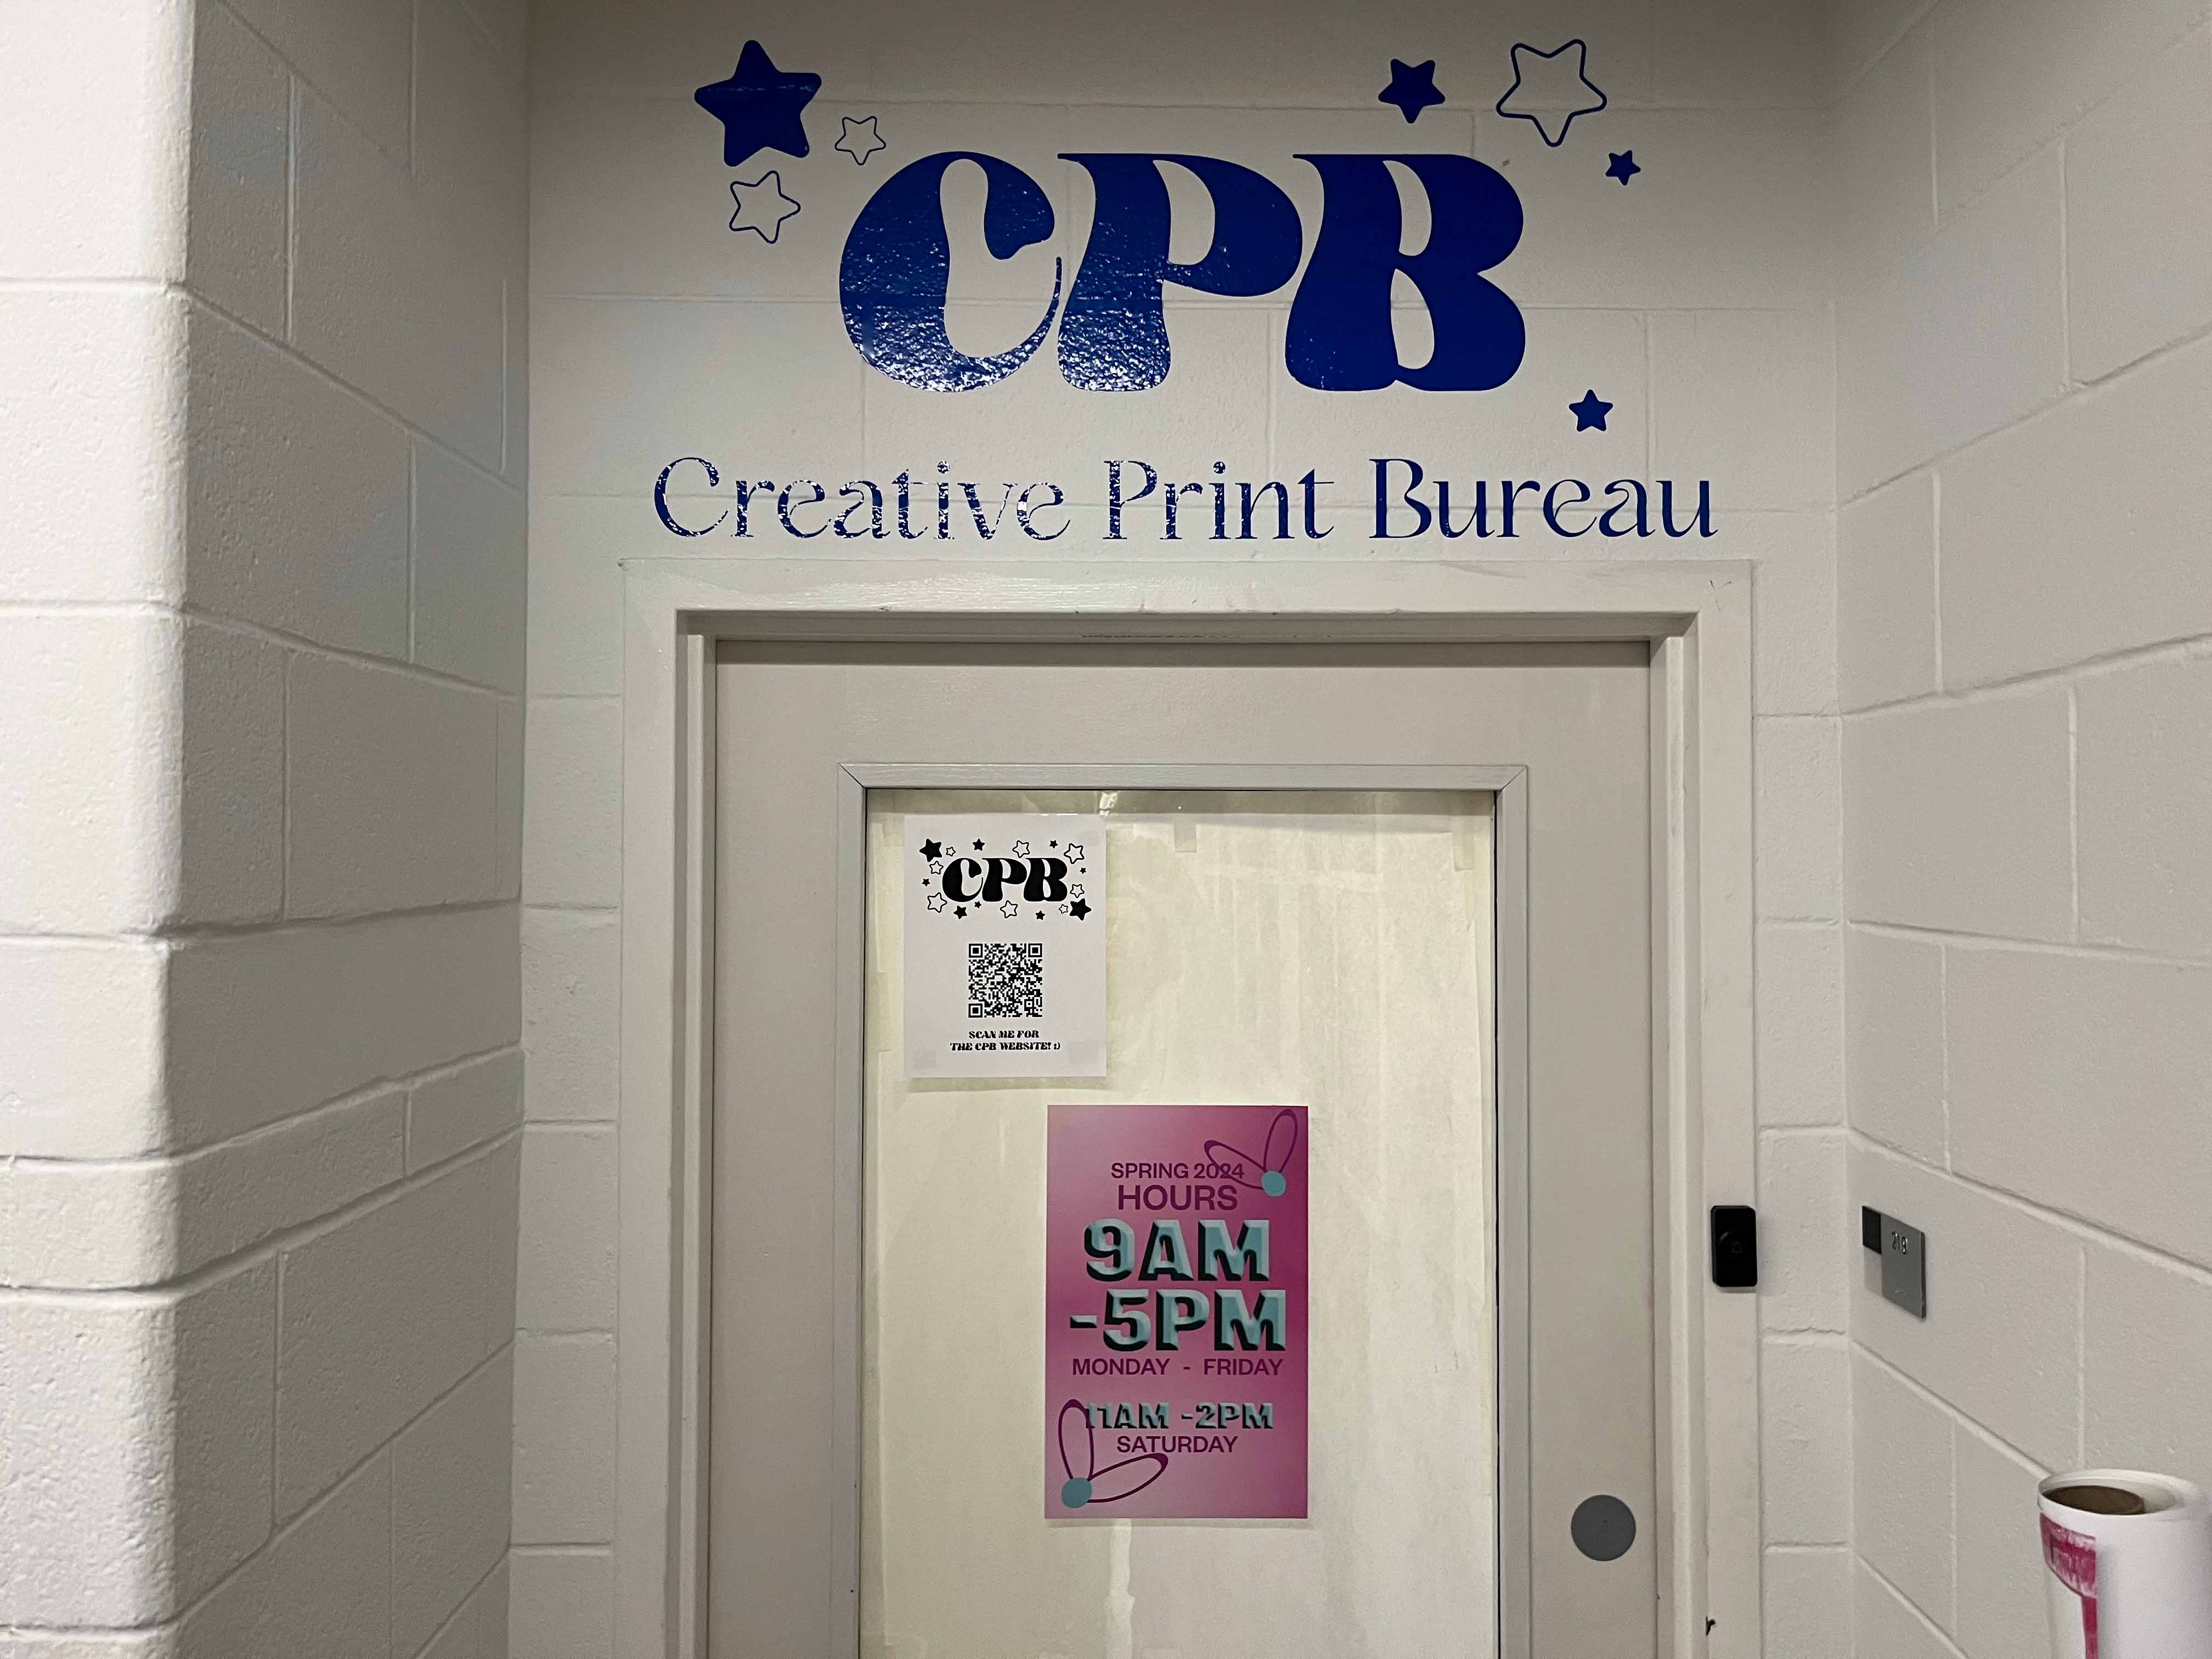 CPB
Creative Print Bureau
CPB
SCAN ME FOR
THE CPB WEBSITE! :)
SPRING 2024
HOURS
9AM
-5PM
MONDAY - FRIDAY
11AM -2PM
SATURDAY